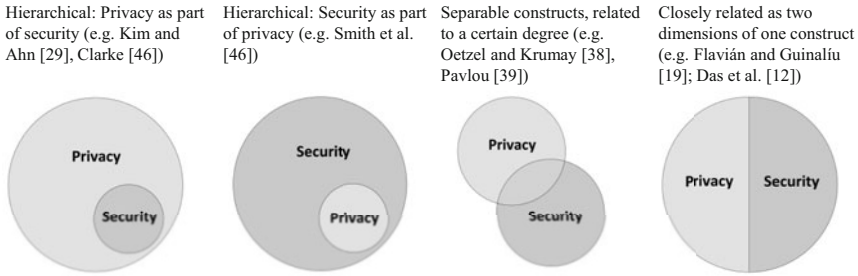 Hierarchical: Privacy as part
of security (e.g. Kim and
Ahn [29], Clarke [46])
Hierarchical: Security as part
of privacy (e.g. Smith et al.
[46])
Separable constructs, related
to a certain degree (e.g.
Oetzel and Krumay [38],
Pavlou [39])
Closely related as two
dimensions of one construct
(e.g. Flavián and Guinalíu
[19]; Das et al. [12])
Privacy
Security
Security
Privacy
Privacy
Security
Privacy
Security